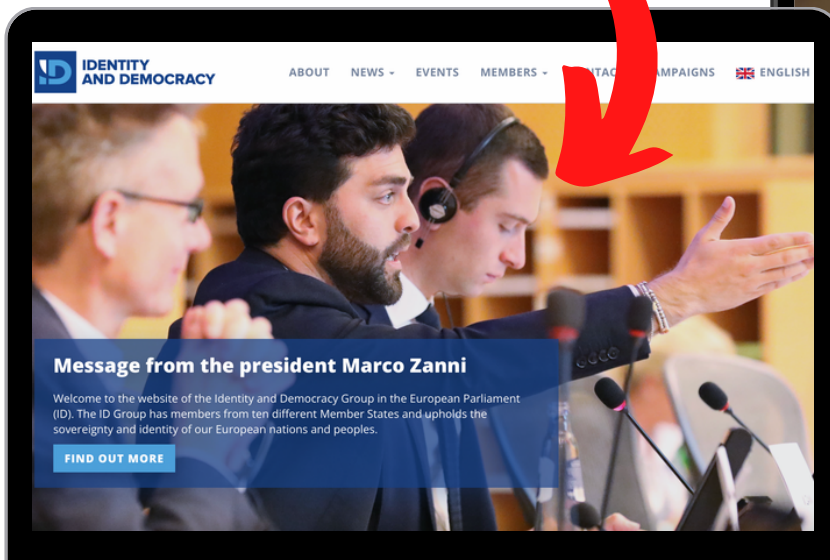 IDENTITY
AND DEMOCRACY
ABOUT NEWS EVENTS MEMBERS ENGLISH
Message from the president Marco Zanni
Welcome to the website of the Identity and Democracy Group in the European Parliament
(ID). The ID Group has members from ten different Member States and upholds the
sovereignty and identity of our European nations and peoples.
FIND OUT MORE